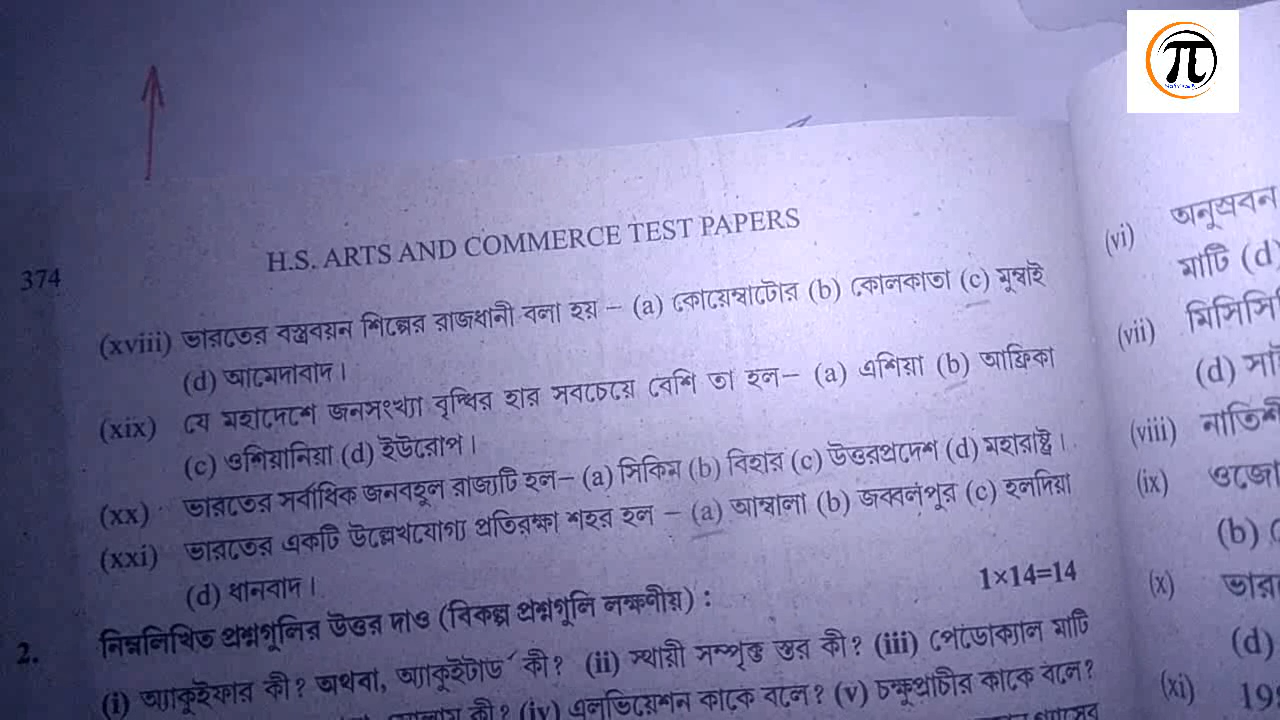 374
H.S. ARTS AND COMMERCE TEST PAPERS
(xviii) ভারতের বস্ত্রবয়ন শিল্পের রাজধানী বলা হয় – (a) কোয়েম্বাটোর (b) কোলকাতা (c) মুম্বাই
(d) আমেদাবাদ।
(xix) যে মহাদেশে জনসংখ্যা বৃদ্ধির হার সবচেয়ে বেশি তা হল– (a) এশিয়া (b) আফ্রিকা
(c) ওশিয়ানিয়া (d) ইউরোপ।
(xx) ভারতের সর্বাধিক জনবহুল রাজ্যটি হল– (a) সিকিম (b) বিহার (c) উত্তরপ্রদেশ (d) মহারাষ্ট্র।
(xxi) ভারতের একটি উল্লেখযোগ্য প্রতিরক্ষা শহর হল – (a) আম্বালা (b) জব্বলপুর (c) হলদিয়া
(d) ধানবাদ।
2. নিম্নলিখিত প্রশ্নগুলির উত্তর দাও (বিকল্প প্রশ্নগুলি লক্ষণীয়) : 1×14=14
(i) অ্যাকুইফার কী? অথবা, অ্যাকুইটার্ড কী? (ii) স্থায়ী সম্পৃক্ত স্তর কী? (iii) পেডোক্যাল মাটি
কী? (iv) এলভিয়েশন কাকে বলে? (v) চক্ষুপ্রাচীর কাকে বলে?
(vi) অনুস্রবন
মাটি (d)
(vii) মিসিসি
(d)
(viii)
(ix)
(b)
(x) ভার
(d)
(xi) 19
π